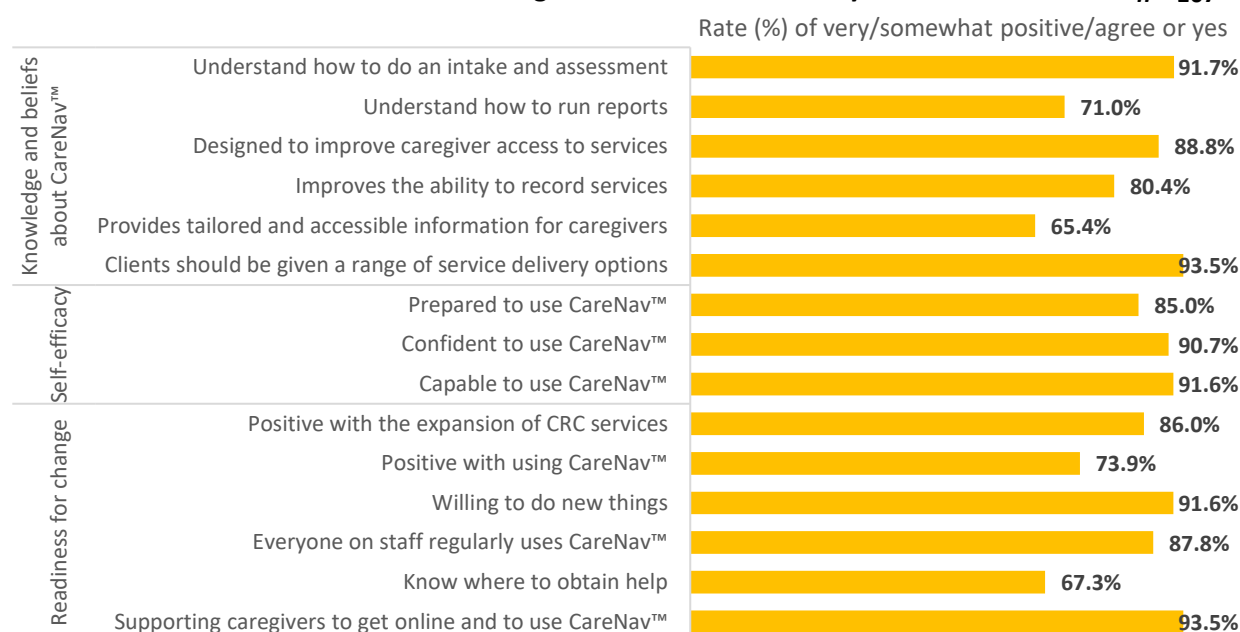 Rate (%) of very/somewhat positive/agree or yes
Knowledge and beliefs
about CareNav™
Understand how to do an intake and assessment 91.7%
Understand how to run reports 71.0%
Designed to improve caregiver access to services 88.8%
Improves the ability to record services 80.4%
Provides tailored and accessible information for caregivers 65.4%
Clients should be given a range of service delivery options 93.5%
Self-efficacy
Prepared to use CareNav™ 85.0%
Confident to use CareNav™ 90.7%
Capable to use CareNav™ 91.6%
Readiness for change
Positive with the expansion of CRC services 86.0%
Positive with using CareNav™ 73.9%
Willing to do new things 91.6%
Everyone on staff regularly uses CareNav™ 87.8%
Know where to obtain help 67.3%
Supporting caregivers to get online and to use CareNav™ 93.5%